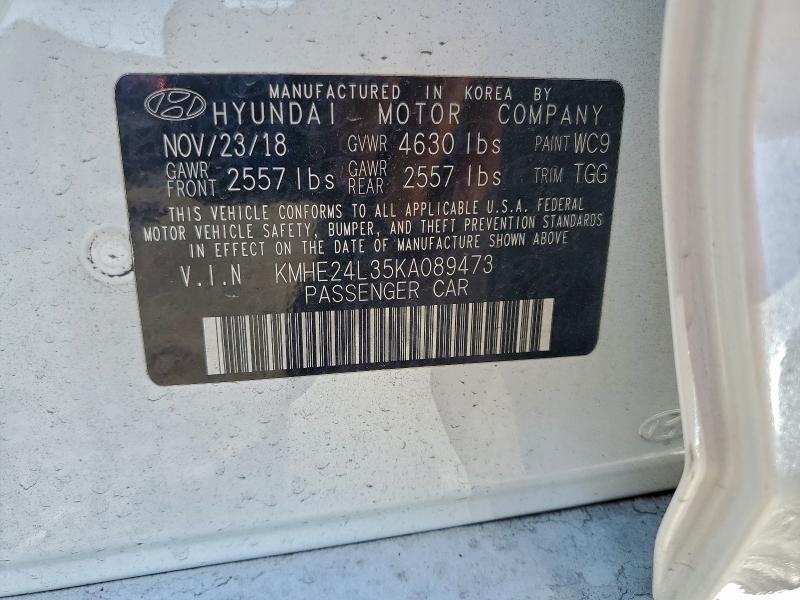 MANUFACTURED IN KOREA BY
HYUNDAI MOTOR COMPANY
NOV/23/18 GVWR 4630 lbs PAINT WC9
GAWR FRONT 2557 lbs GAWR REAR 2557 lbs TRIM TGG
THIS VEHICLE CONFORMS TO ALL APPLICABLE U.S.A. FEDERAL
MOTOR VEHICLE SAFETY, BUMPER, AND THEFT PREVENTION STANDARDS
IN EFFECT ON THE DATE OF MANUFACTURE SHOWN ABOVE
V.I.N KMHE24L35KA089473
PASSENGER CAR